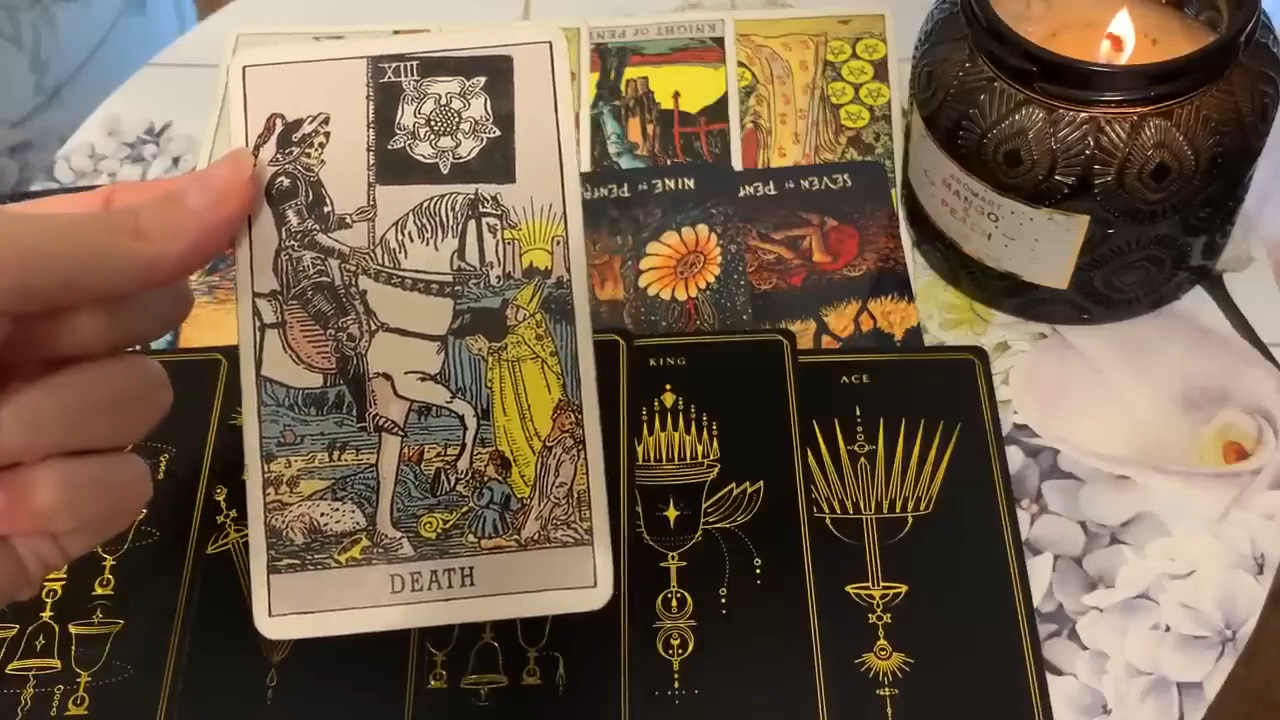 XIII
DEATH
KNIGHT OF PENT
NINE OF PENT
SEVEN OF PENT
KING
ACE
MANGO
&
PEACH